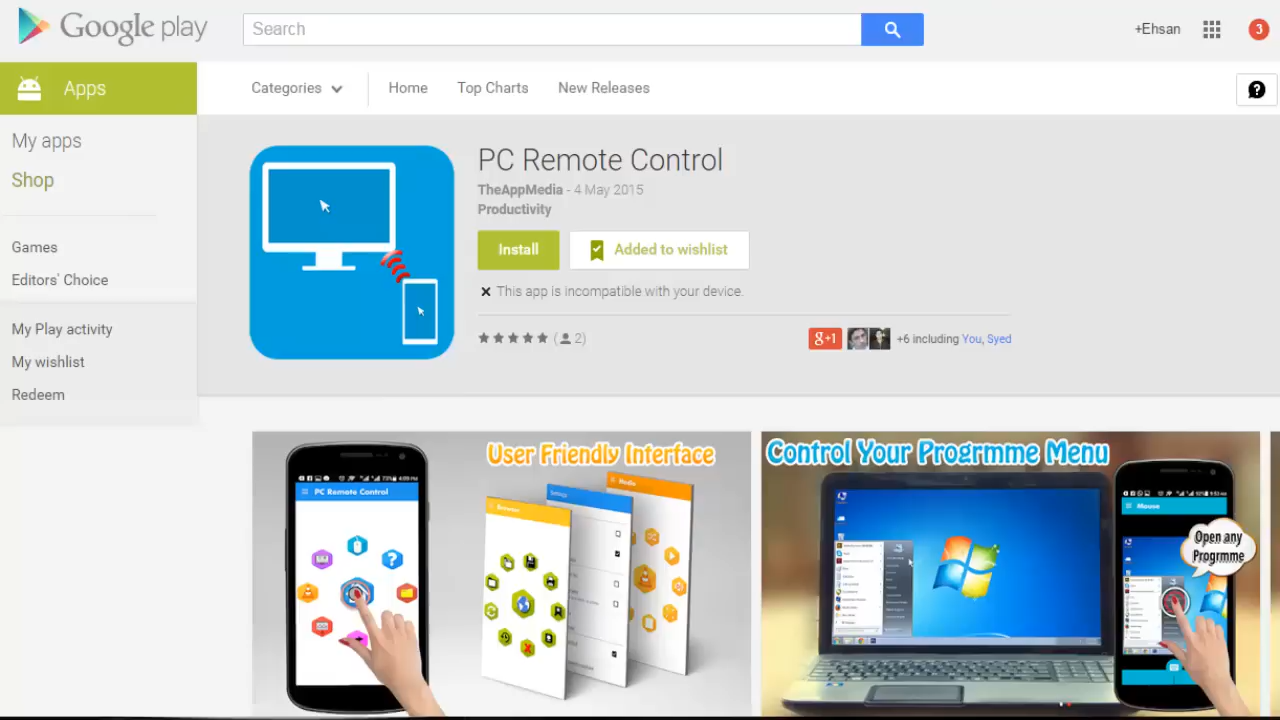 Google play
Search
+Ehsan
3
Apps
Categories
Home
Top Charts
New Releases
My apps
Shop
Games
Editors' Choice
My Play activity
My wishlist
Redeem
PC Remote Control
TheAppMedia - 4 May 2015
Productivity
Install
Added to wishlist
This app is incompatible with your device.
( 2)
g+1
+6 including You, Syed
User Friendly Interface
PC Remote Control
Browser
Settings
Media
Control Your Progrmme Menu
Mouse
Open any
Progrmme